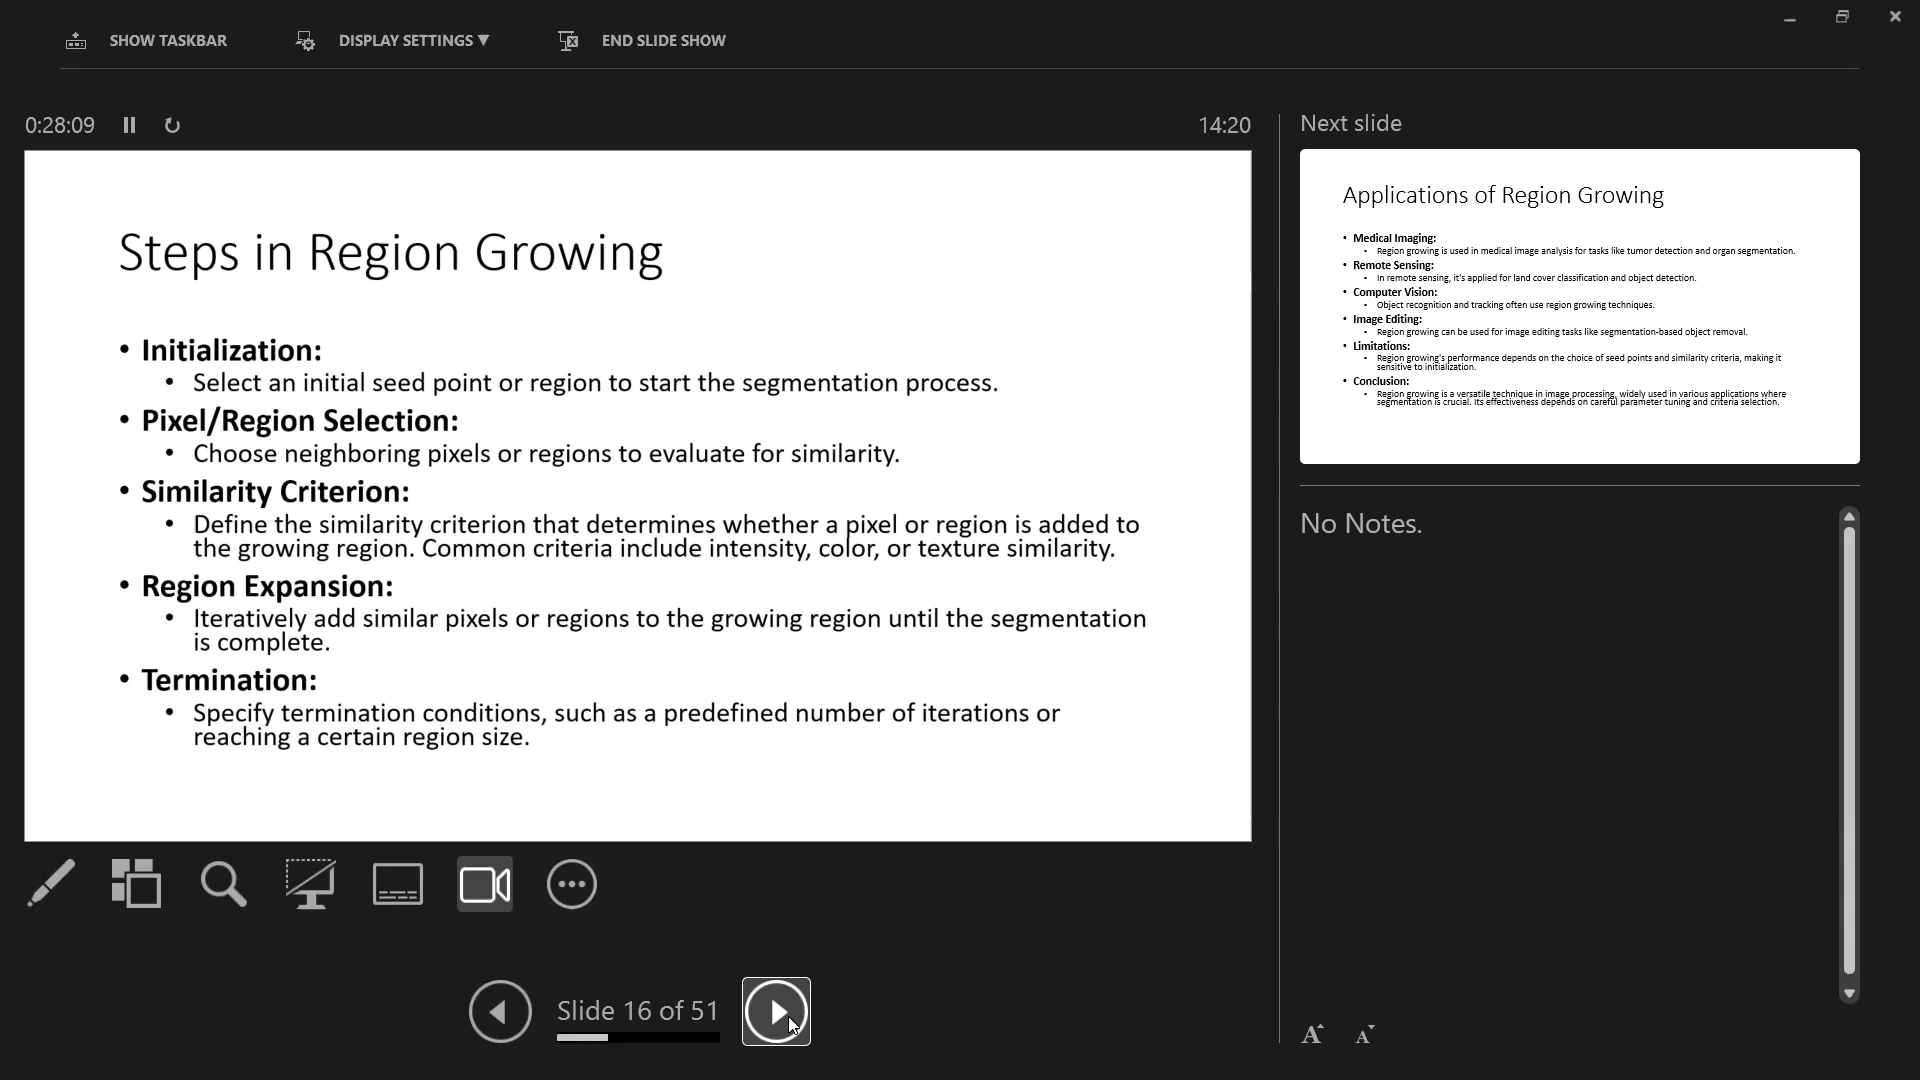 SHOW TASKBAR
DISPLAY SETTINGS ▼
END SLIDE SHOW
0:28:09
14:20
Steps in Region Growing
• Initialization:
• Select an initial seed point or region to start the segmentation process.
• Pixel/Region Selection:
• Choose neighboring pixels or regions to evaluate for similarity.
• Similarity Criterion:
• Define the similarity criterion that determines whether a pixel or region is added to
the growing region. Common criteria include intensity, color, or texture similarity.
• Region Expansion:
• Iteratively add similar pixels or regions to the growing region until the segmentation
is complete.
• Termination:
• Specify termination conditions, such as a predefined number of iterations or
reaching a certain region size.
Slide 16 of 51
Next slide
Applications of Region Growing
• Medical Imaging:
• Region growing is used in medical image analysis for tasks like tumor detection and organ segmentation.
• Remote Sensing:
• In remote sensing, it's applied for land cover classification and object detection.
• Computer Vision:
• Object recognition and tracking often use region growing techniques.
• Image Editing:
• Region growing can be used for image editing tasks like segmentation-based object removal.
• Limitations:
• Region growing's performance depends on the choice of seed points and similarity criteria, making it
sensitive to initialization.
• Conclusion:
• Region growing is a versatile technique in image processing, widely used in various applications where
segmentation is crucial. Its effectiveness depends on careful parameter tuning and criteria selection.
No Notes.
A A